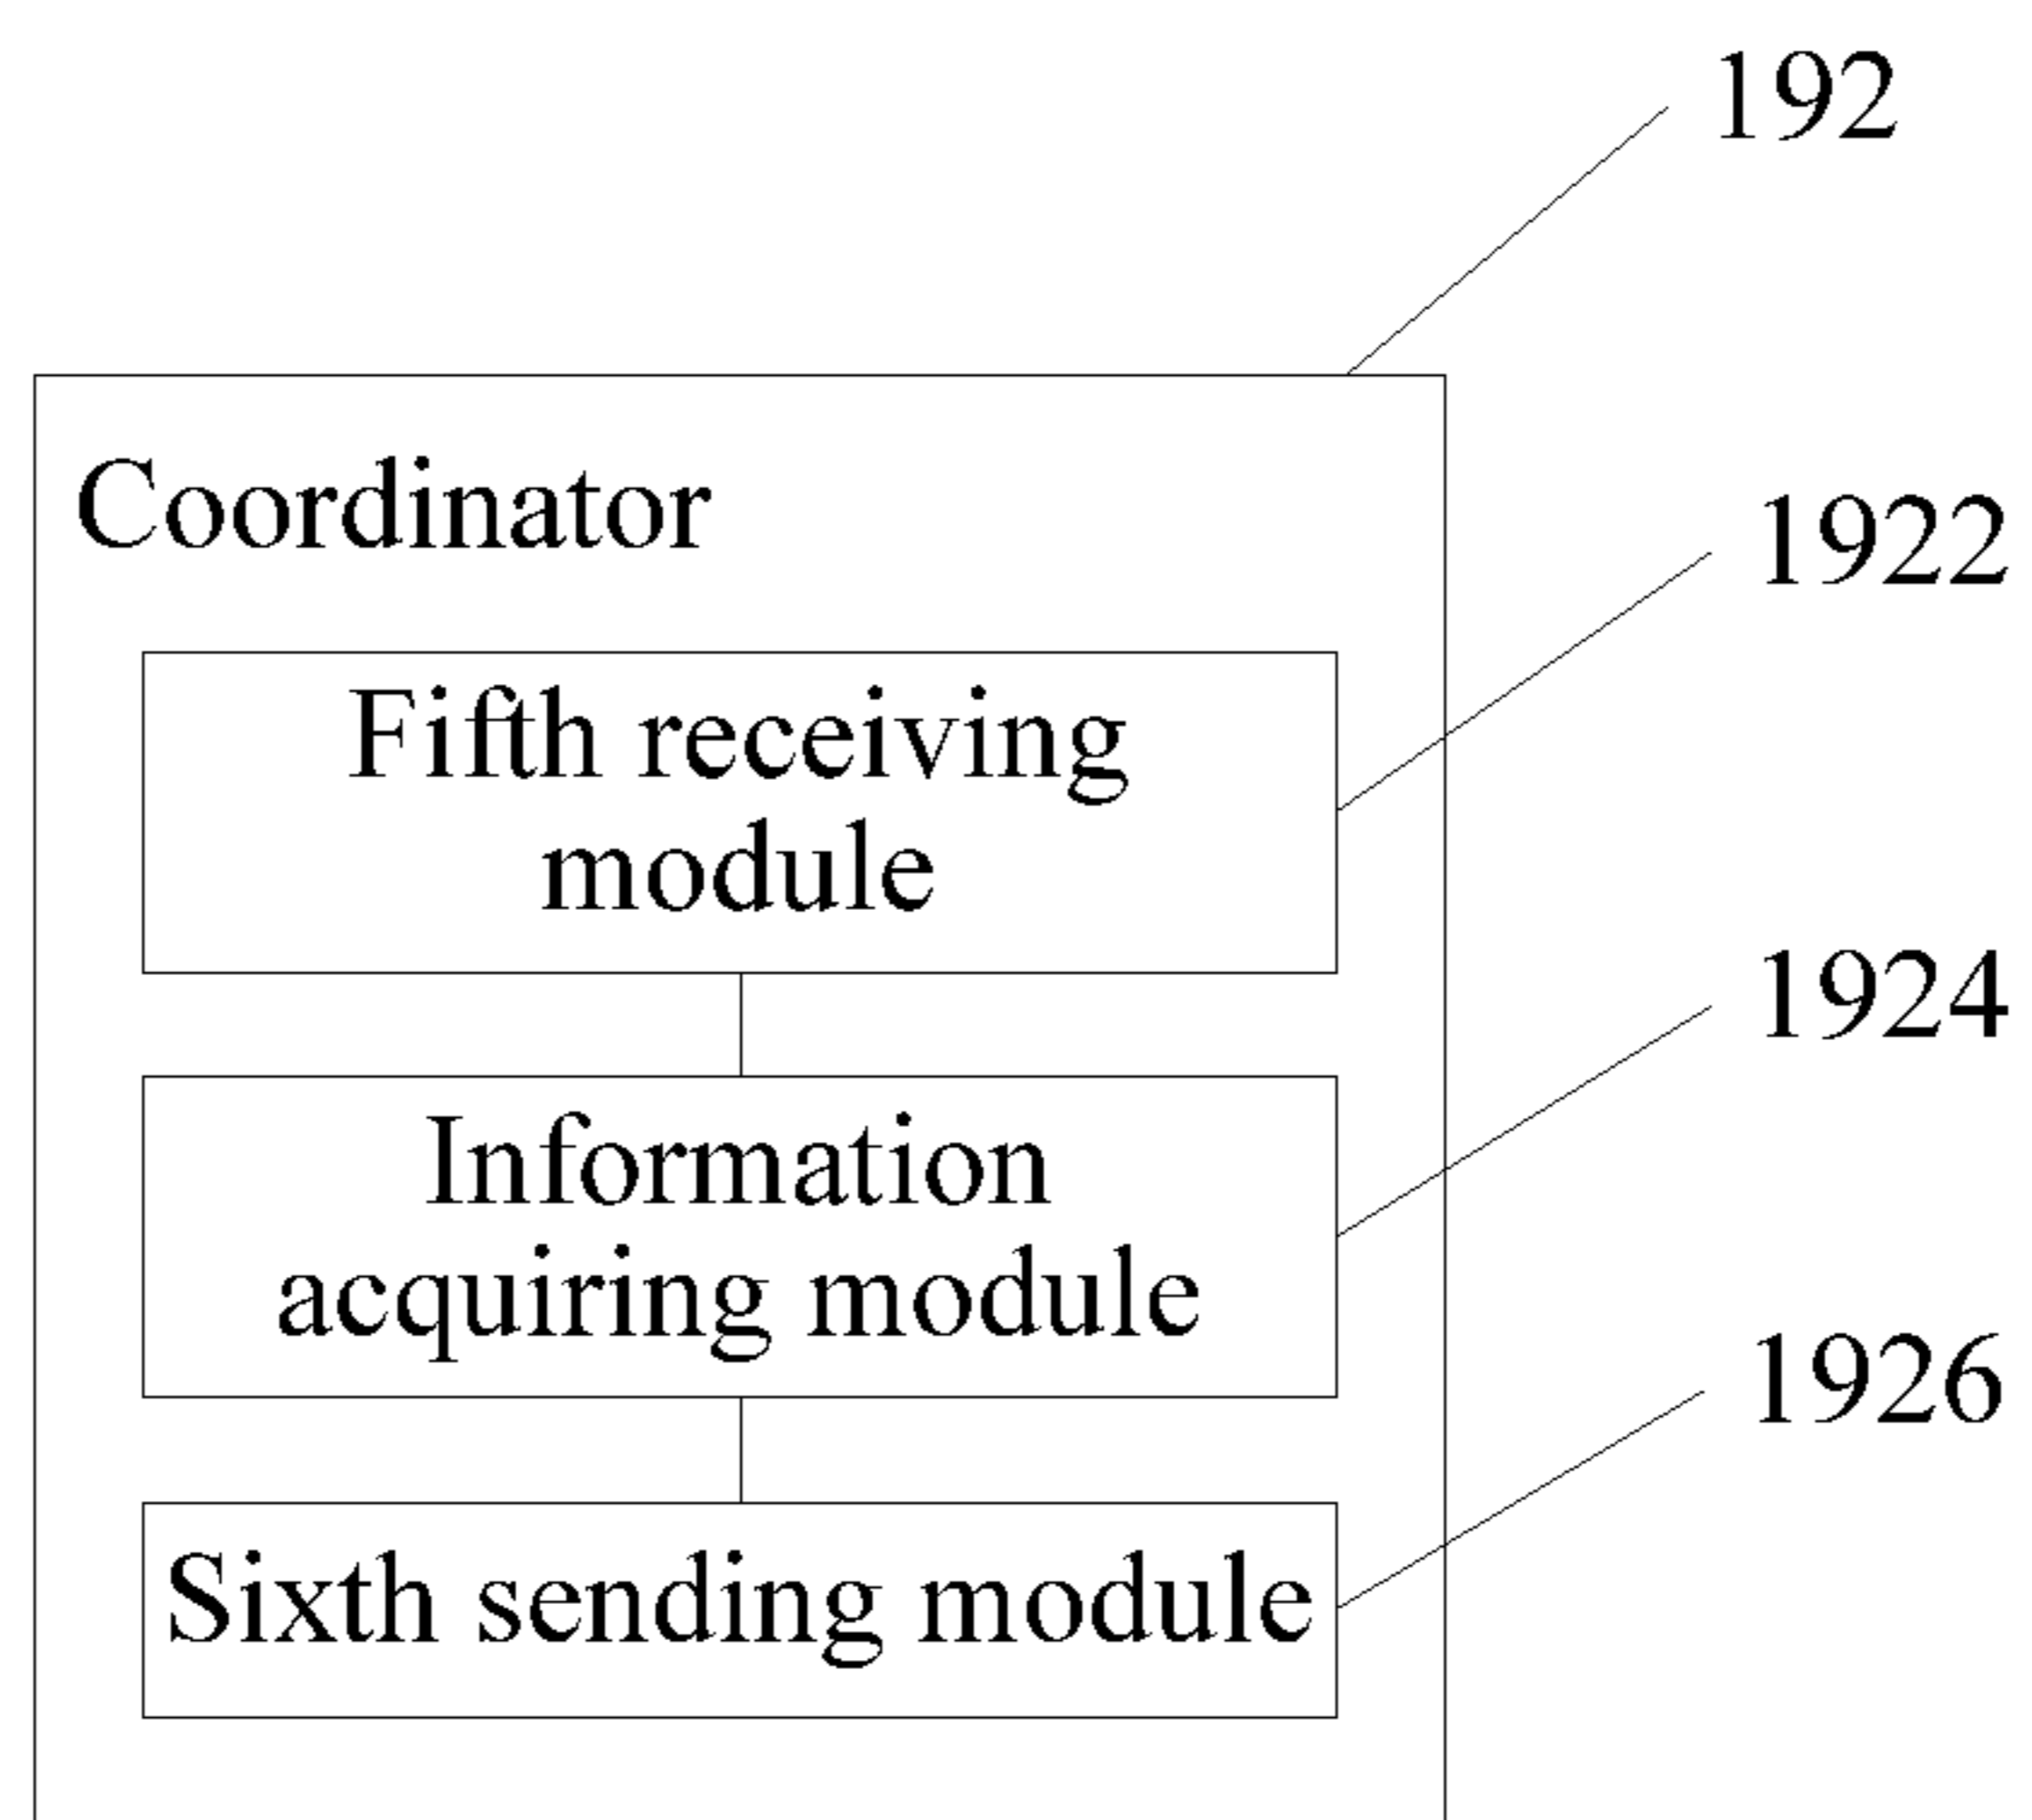 192
Coordinator
1922
Fifth receiving
module
1924
Information
acquiring module
1926
Sixth sending module